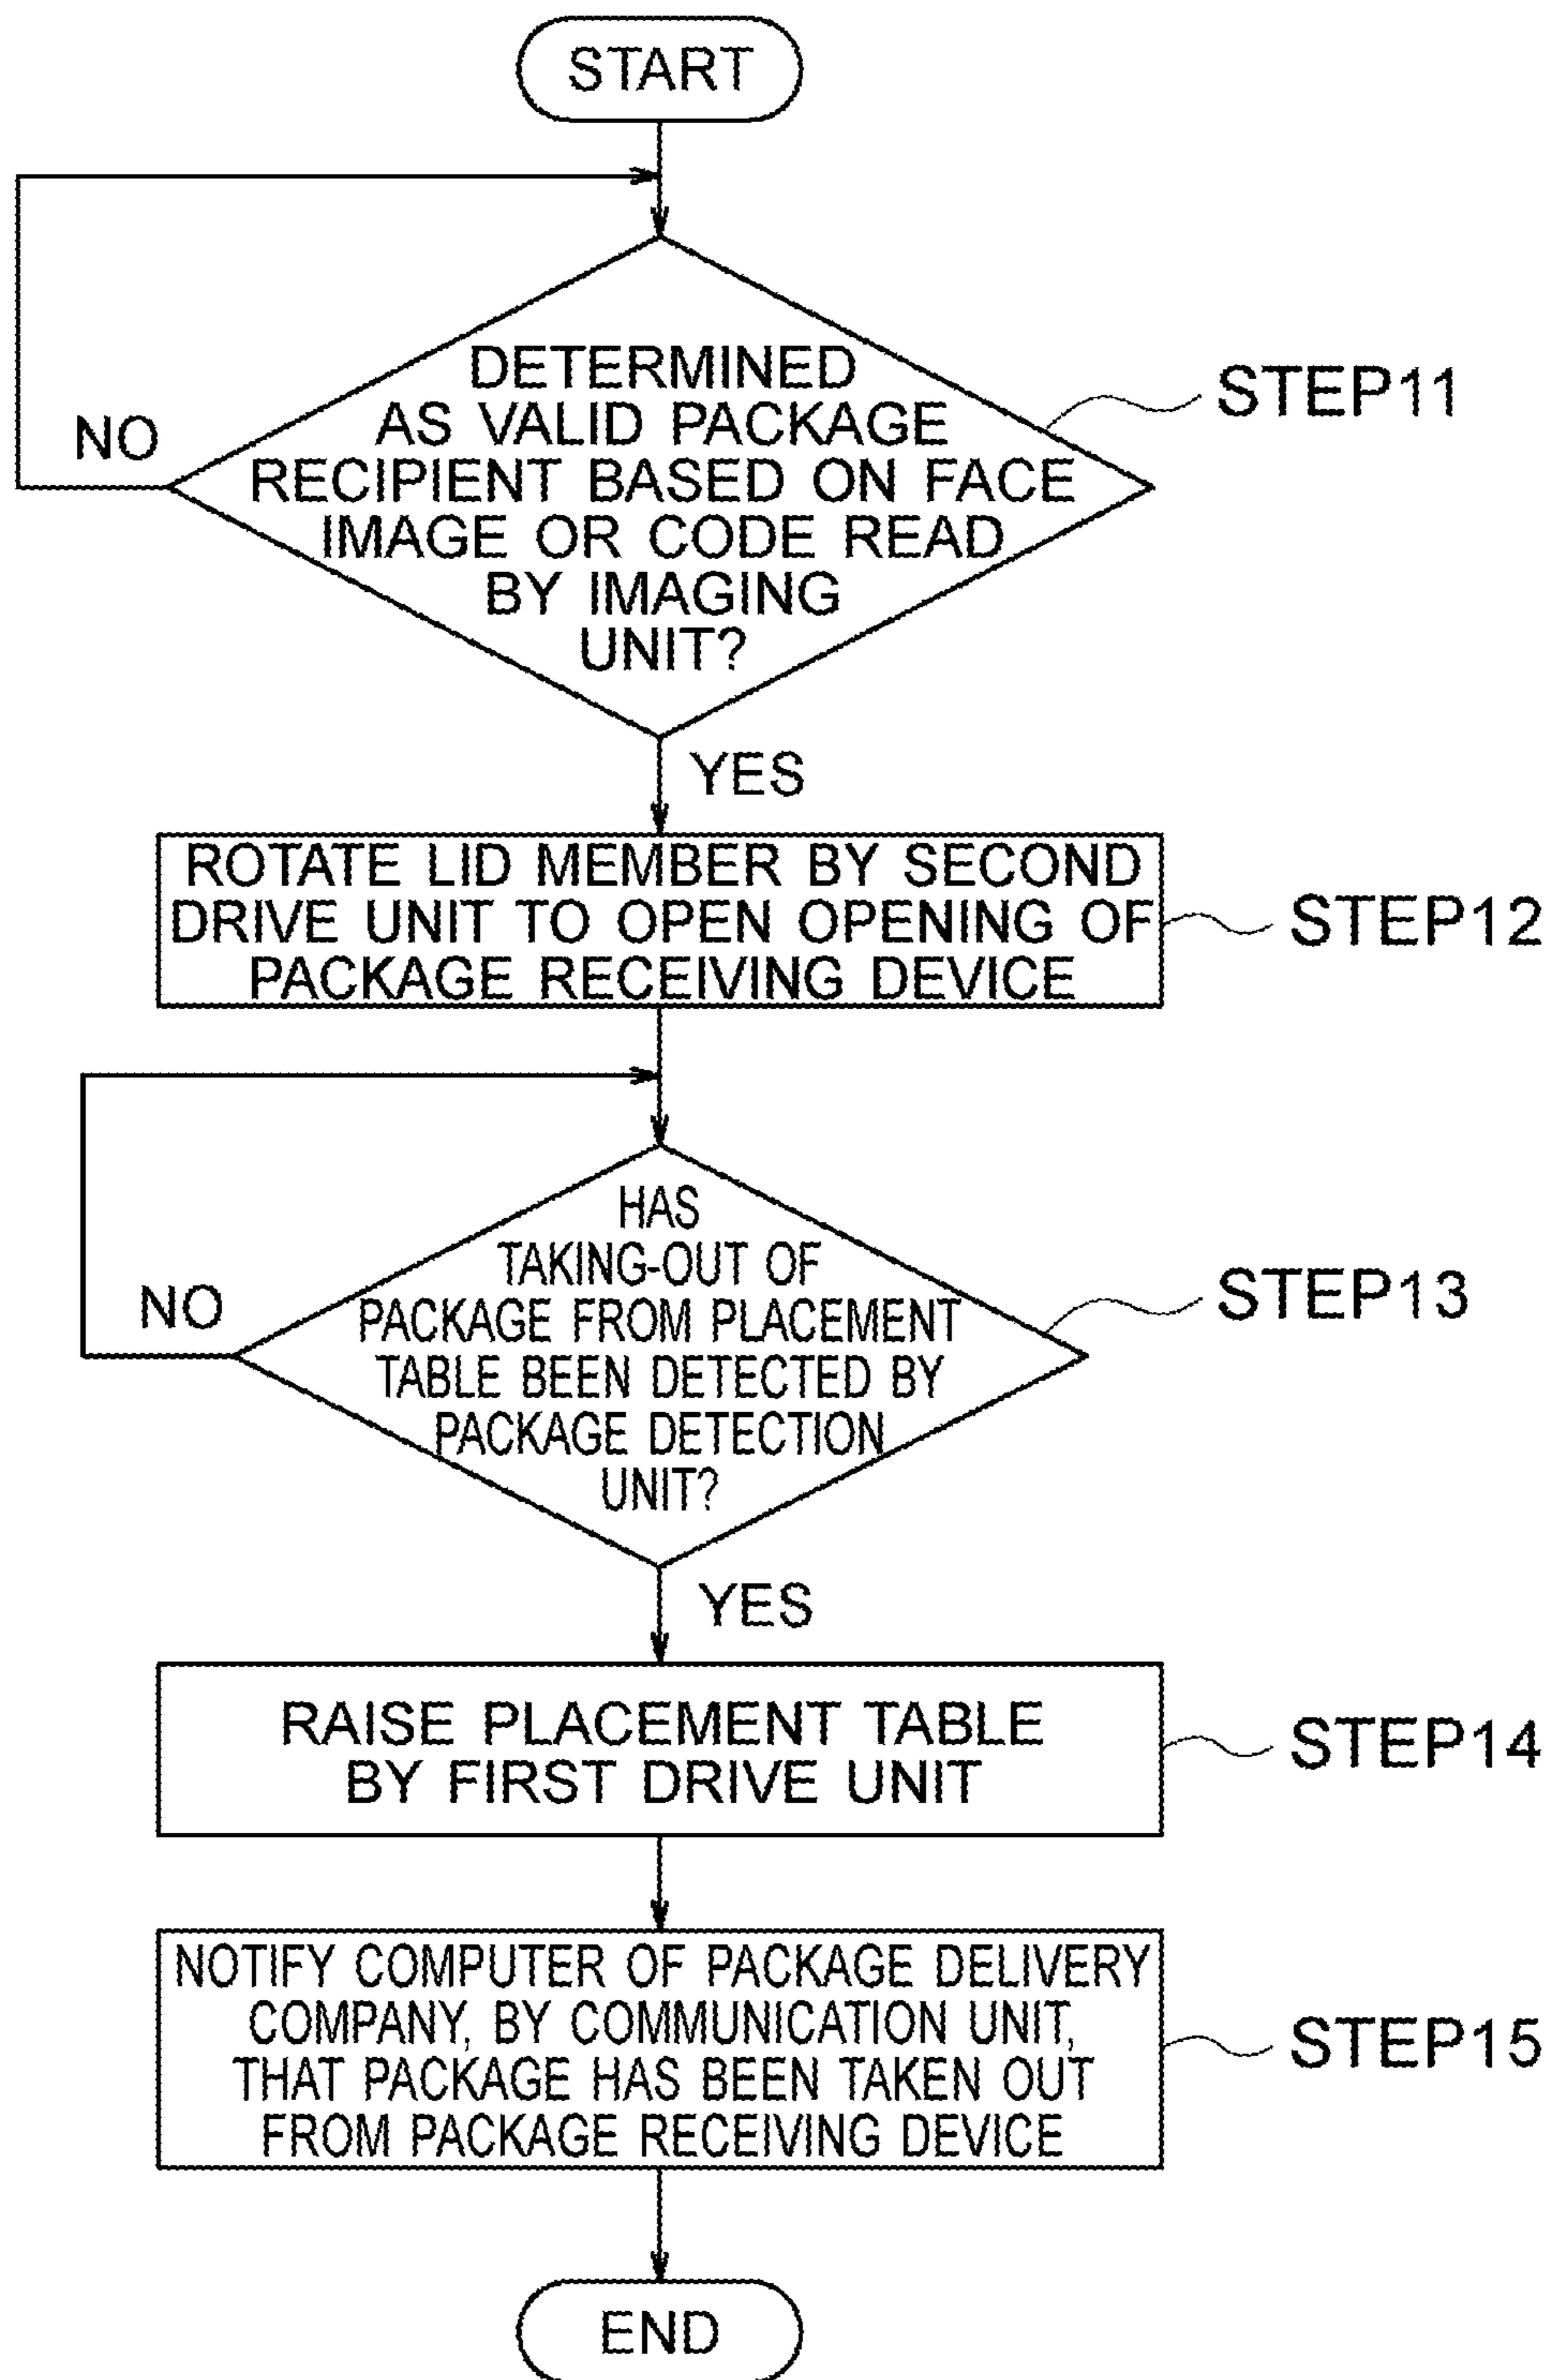 START
DETERMINED
AS VALID PACKAGE
RECIPIENT BASED ON FACE
IMAGE OR CODE READ
BY IMAGING
UNIT?
STEP11
NO
YES
ROTATE LID MEMBER BY SECOND
DRIVE UNIT TO OPEN OPENING OF
PACKAGE RECEIVING DEVICE
STEP12
HAS
TAKING-OUT OF
PACKAGE FROM PLACEMENT
TABLE BEEN DETECTED BY
PACKAGE DETECTION
UNIT?
STEP13
NO
YES
RAISE PLACEMENT TABLE
BY FIRST DRIVE UNIT
STEP14
NOTIFY COMPUTER OF PACKAGE DELIVERY
COMPANY, BY COMMUNICATION UNIT,
THAT PACKAGE HAS BEEN TAKEN OUT
FROM PACKAGE RECEIVING DEVICE
STEP15
END